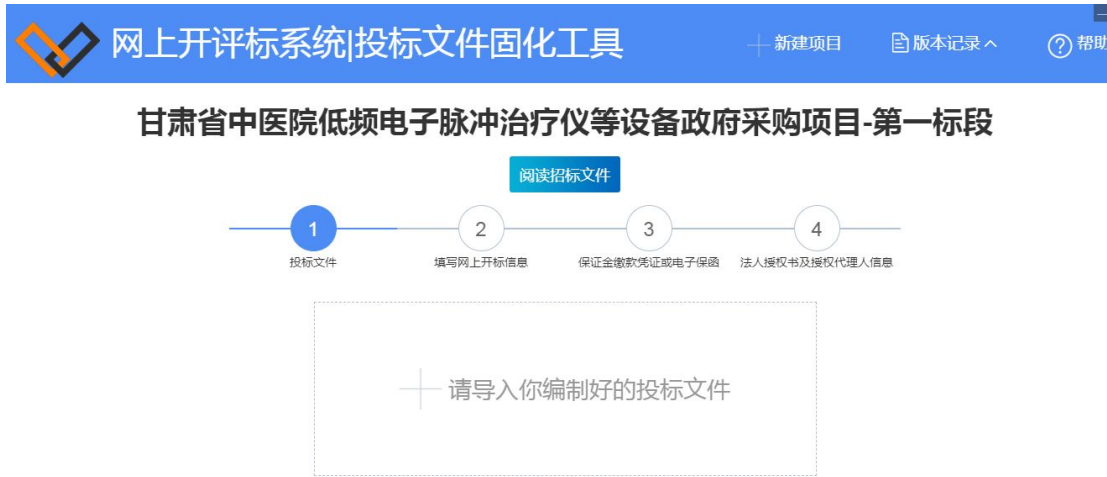 网上开评标系统|投标文件固化工具
新建项目
版本记录
帮助
甘肃省中医院低频电子脉冲治疗仪等设备政府采购项目-第一标段
阅读招标文件
1
2
3
4
投标文件
填写网上开标信息
保证金缴款凭证或电子保函
法人授权书及授权代理人信息
请导入你编制好的投标文件